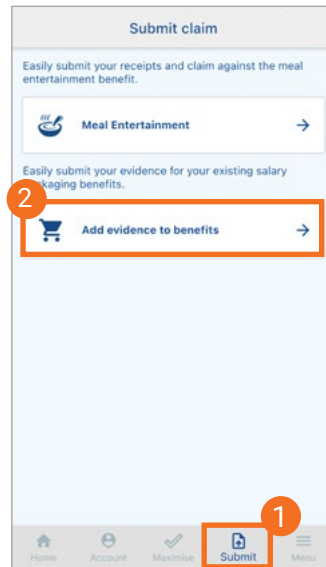 Submit claim
Easily submit your receipts and claim against the meal
entertainment benefit.
Meal Entertainment
Easily submit your evidence for your existing salary
packaging benefits.
2
Add evidence to benefits
1
Home
Account
Maximise
Submit
Menu